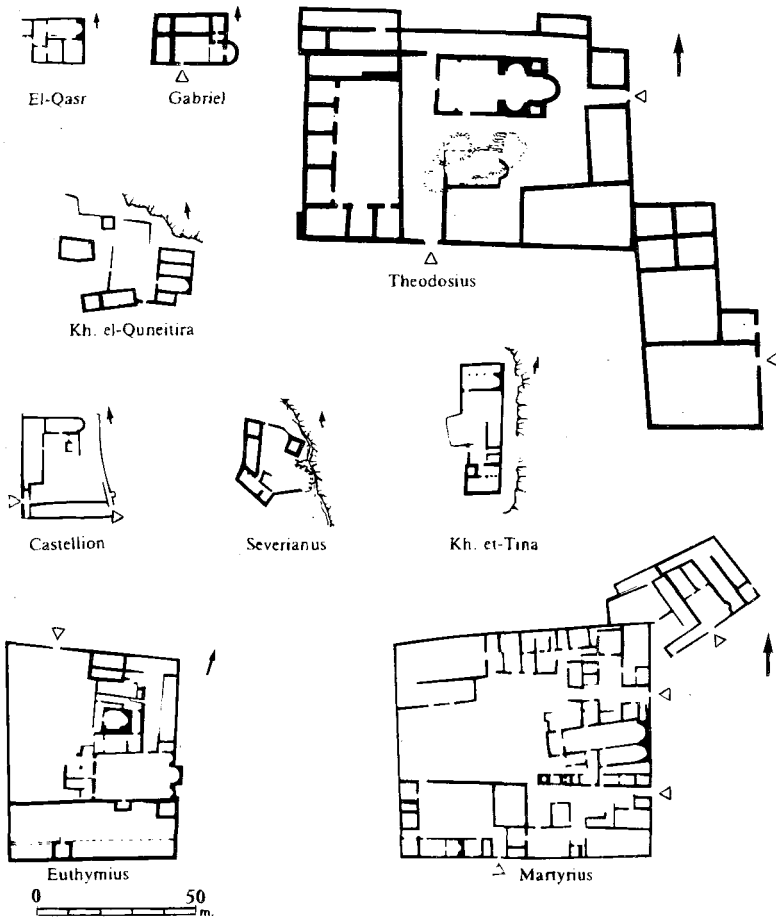 El-Qasr
Gabriel
Theodosius
Kh. el-Quneitira
Castellion
Severianus
Kh. et-Tina
Euthymius
Martyrius
0 50
m.